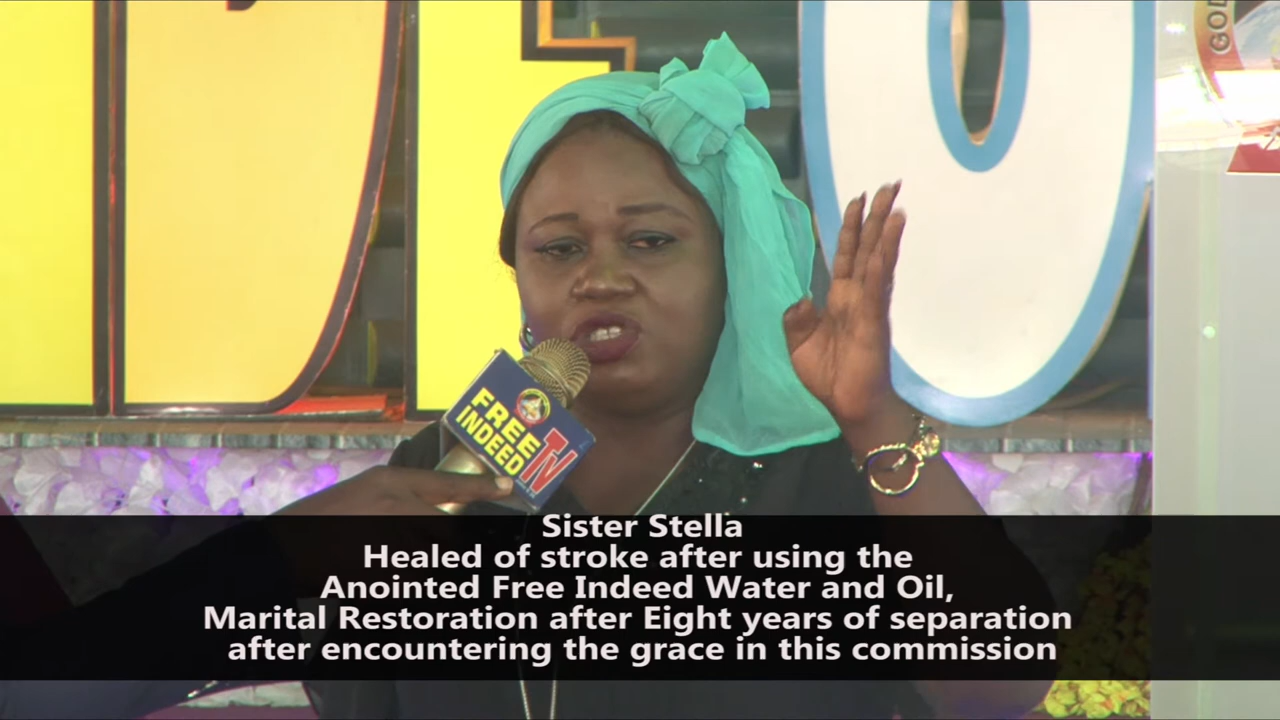 GOD
FREE
INDEED
TV
Sister Stella
Healed of stroke after using the
Anointed Free Indeed Water and Oil,
Marital Restoration after Eight years of separation
after encountering the grace in this commission